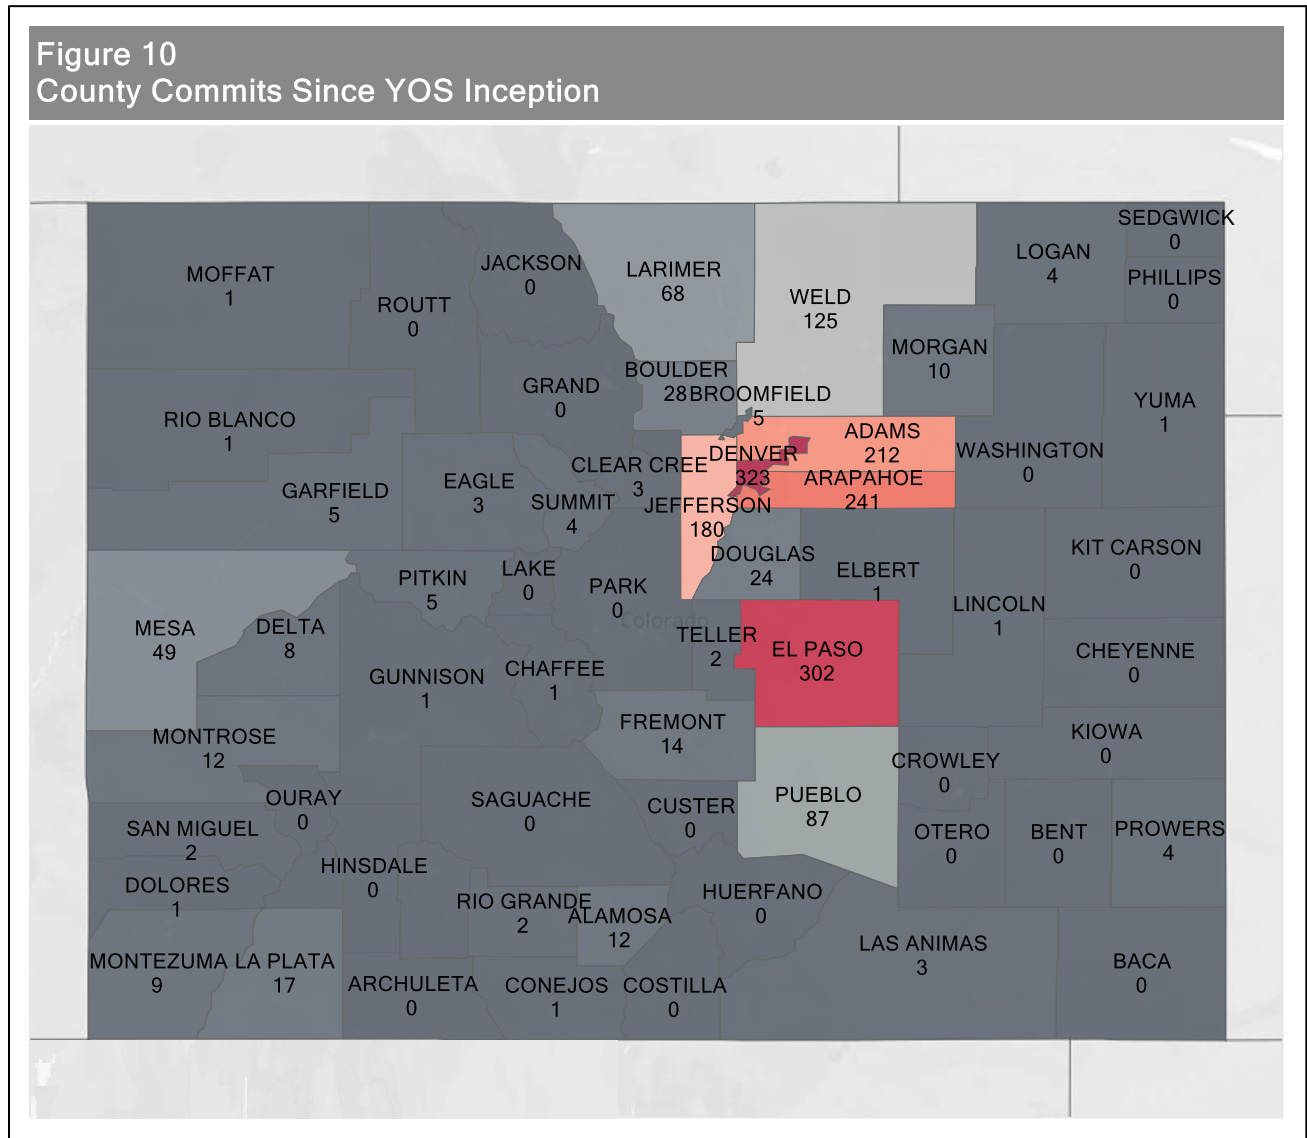 Figure 10
County Commits Since YOS Inception
SEDGWICK
0
MOFFAT
1
JACKSON
0
LARIMER
68
LOGAN
4
PHILLIPS
0
ROUTT
0
WELD
125
MORGAN
10
BOULDER
28
BROOMFIELD
5
GRAND
0
YUMA
1
RIO BLANCO
1
ADAMS
212
WASHINGTON
0
DENVER
323
CLEAR CREE
3
ARAPAHOE
241
EAGLE
3
GARFIELD
5
SUMMIT
4
JEFFERSON
180
DOUGLAS
24
KIT CARSON
0
PITKIN
5
LAKE
0
PARK
0
ELBERT
1
LINCOLN
1
Colorado
MESA
49
DELTA
8
TELLER
2
EL PASO
302
CHEYENNE
0
GUNNISON
1
CHAFFEE
1
FREMONT
14
KIOWA
0
MONTROSE
12
CROWLEY
0
OURAY
0
SAGUACHE
0
CUSTER
0
PUEBLO
87
SAN MIGUEL
2
OTERO
0
BENT
0
PROWERS
4
HINSDALE
0
DOLORES
1
RIO GRANDE
2
ALAMOSA
12
HUERFANO
0
MONTEZUMA
9
LA PLATA
17
LAS ANIMAS
3
BACA
0
ARCHULETA
0
CONEJOS
1
COSTILLA
0